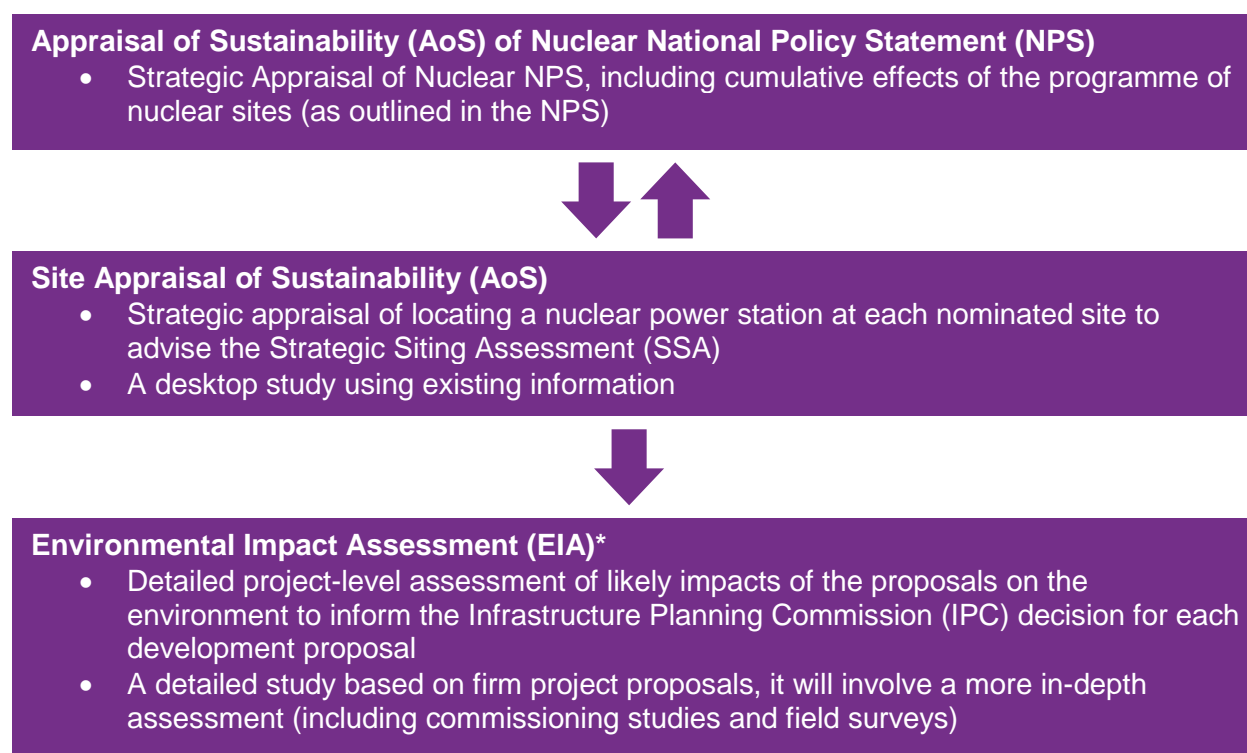 Appraisal of Sustainability (AoS) of Nuclear National Policy Statement (NPS)
• Strategic Appraisal of Nuclear NPS, including cumulative effects of the programme of
nuclear sites (as outlined in the NPS)
Site Appraisal of Sustainability (AoS)
• Strategic appraisal of locating a nuclear power station at each nominated site to
advise the Strategic Siting Assessment (SSA)
• A desktop study using existing information
Environmental Impact Assessment (EIA)*
• Detailed project-level assessment of likely impacts of the proposals on the
environment to inform the Infrastructure Planning Commission (IPC) decision for each
development proposal
• A detailed study based on firm project proposals, it will involve a more in-depth
assessment (including commissioning studies and field surveys)